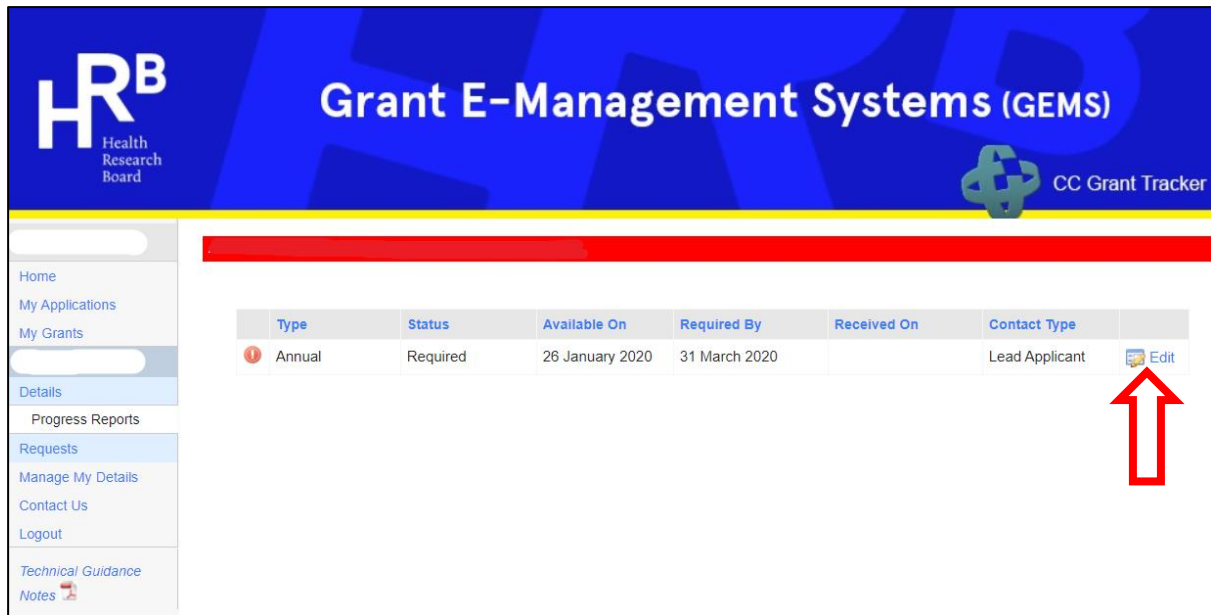 HRB
Health
Research
Board
Grant E-Management Systems (GEMS)
CC Grant Tracker
Home
My Applications
My Grants
Details
Progress Reports
Requests
Manage My Details
Contact Us
Logout
Technical Guidance
Notes
Type Status Available On Required By Received On Contact Type
Annual Required 26 January 2020 31 March 2020 Lead Applicant Edit